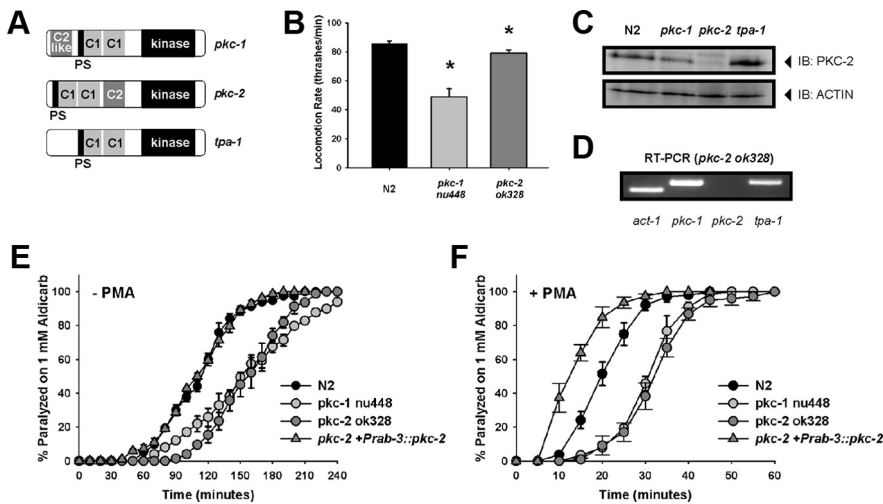 A
C2 like
C1
C1
kinase
pkc-1
PS
C1
C1
C2
kinase
pkc-2
PS
C1
C1
kinase
tpa-1
PS
B
Locomotion Rate (thrashes/min)
100
80
60
40
20
0
*
*
N2
pkc-1 nu448
pkc-2 ok328
C
N2
pkc-1
pkc-2
tpa-1
IB: PKC-2
IB: ACTIN
D
RT-PCR (pkc-2 ok328)
act-1
pkc-1
pkc-2
tpa-1
E
- PMA
% Paralyzed on 1 mM Aldicarb
100
80
60
40
20
0
N2
pkc-1 nu448
pkc-2 ok328
pkc-2 +Prab-3::pkc-2
0 30 60 90 120 150 180 210 240
Time (minutes)
F
+ PMA
% Paralyzed on 1 mM Aldicarb
100
80
60
40
20
0
N2
pkc-1 nu448
pkc-2 ok328
pkc-2 +Prab-3::pkc-2
0 10 20 30 40 50 60
Time (minutes)